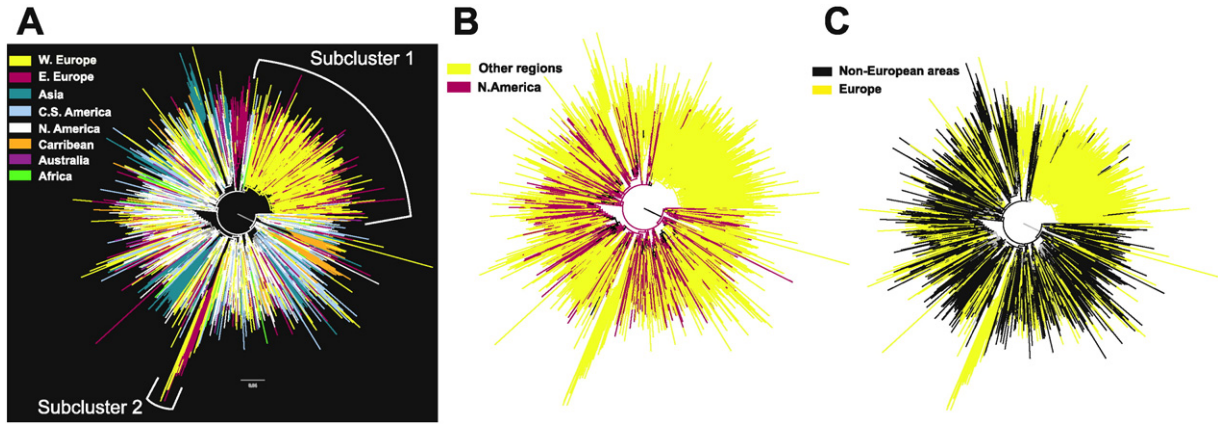 A
W. Europe
E. Europe
Asia
C.S. America
N. America
Carribean
Australia
Africa
Subcluster 1
Subcluster 2
B
Other regions
N.America
C
Non-European areas
Europe